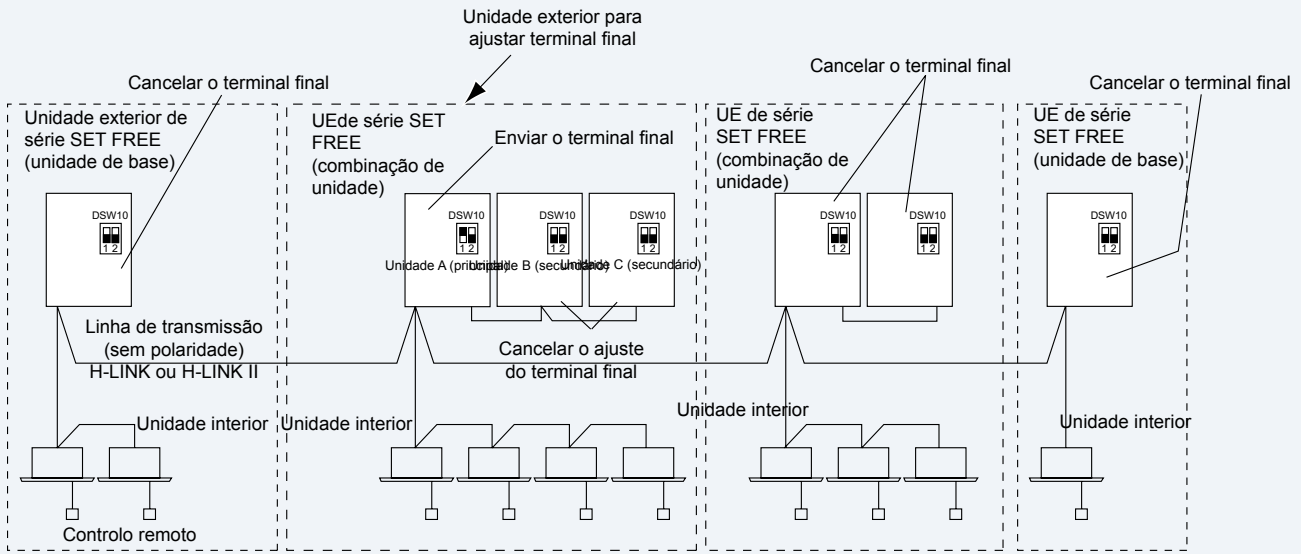 Unidade exterior para
ajustar terminal final
Cancelar o terminal final
Cancelar o terminal final
Cancelar o terminal final
Unidade exterior de
série SET FREE
(unidade de base)
UEde série SET
FREE
(combinação de
unidade)
Enviar o terminal final
UE de série
SET FREE
(combinação de
unidade)
UE de série
SET FREE
(unidade de base)
DSW10
1 2
DSW10
1 2
DSW10
1 2
DSW10
1 2
DSW10
1 2
DSW10
1 2
DSW10
1 2
Unidade A (principal)
Unidade B (secundário)
Unidade C (secundário)
Linha de transmissão
(sem polaridade)
H-LINK ou H-LINK II
Cancelar o ajuste
do terminal final
Unidade interior
Unidade interior
Unidade interior
Unidade interior
Controlo remoto